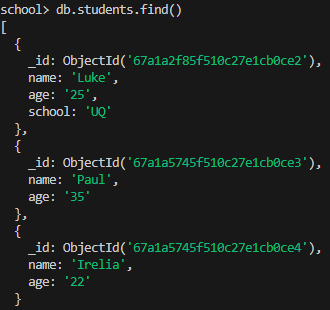 school> db.students.find()
[
  {
    _id: ObjectId('67a1a2f85f510c27e1cb0ce2'),
    name: 'Luke',
    age: '25',
    school: 'UQ'
  },
  {
    _id: ObjectId('67a1a5745f510c27e1cb0ce3'),
    name: 'Paul',
    age: '35'
  },
  {
    _id: ObjectId('67a1a5745f510c27e1cb0ce4'),
    name: 'Irelia',
    age: '22'
  }